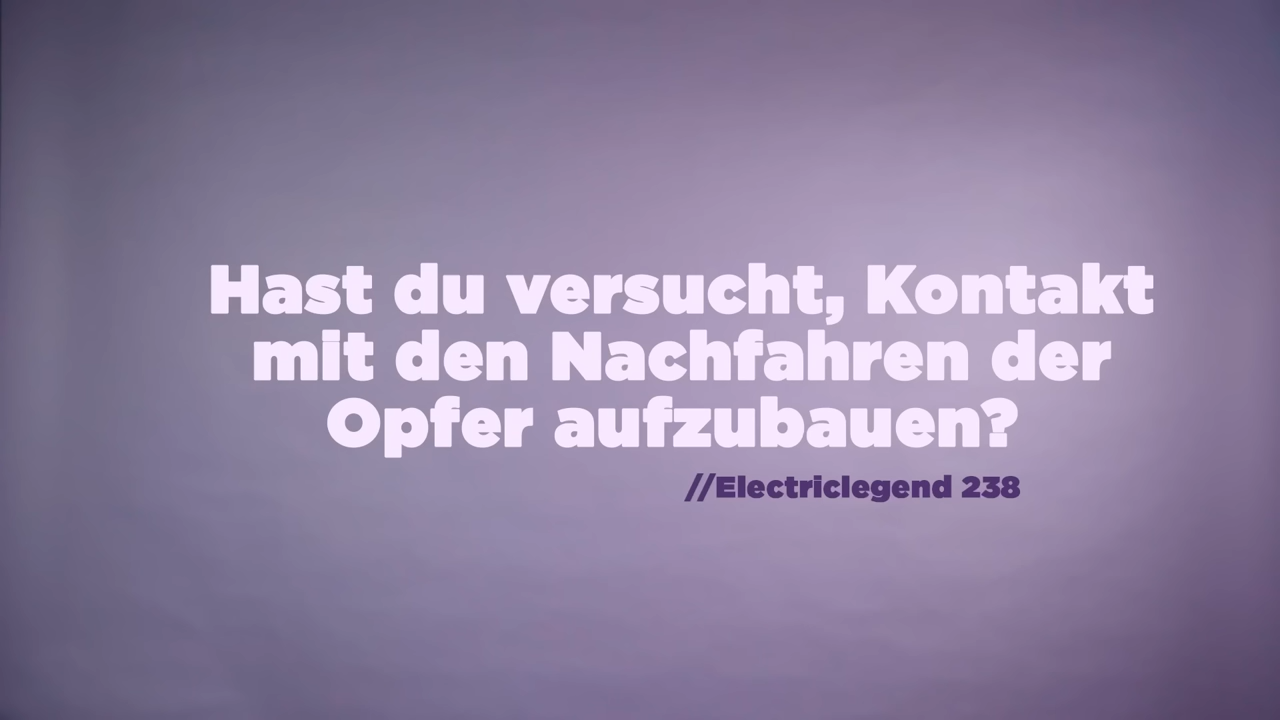 Hast du versucht, Kontakt
mit den Nachfahren der
Opfer aufzubauen?
//Electriclegend 238